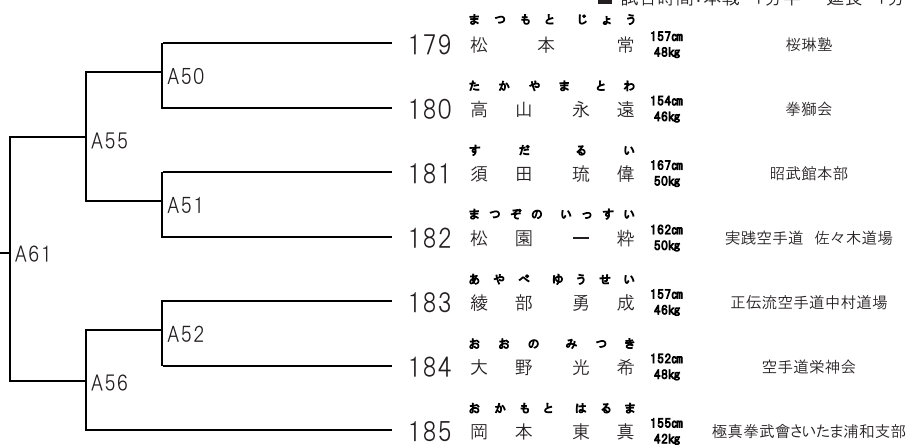 ■ 試合時間：本戦 1分半 延長 1分
まつもと じょう
179 松本 常 157cm 48kg 桜琳塾
A50
たかやま とわ
180 高山 永遠 154cm 46kg 拳獅会
A55
すだ るい
181 須田 琉偉 167cm 50kg 昭武館本部
A51
まつぞの いっすい
182 松園 一粋 162cm 50kg 実践空手道 佐々木道場
A61
あやべ ゆうせい
183 綾部 勇成 157cm 46kg 正伝流空手道中村道場
A52
おおの みつき
184 大野 光希 152cm 48kg 空手道栄神会
A56
おかもと はるま
185 岡本 東真 155cm 42kg 極真拳武會さいたま浦和支部